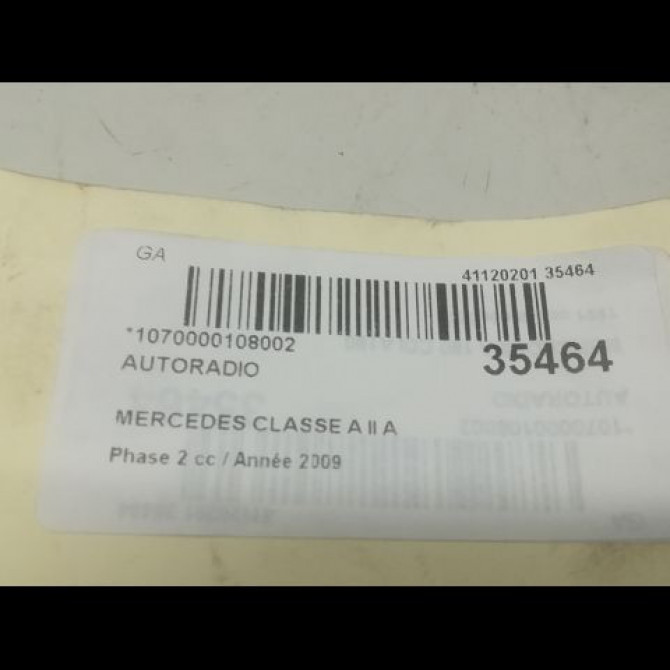 GA
41120201 35464
*1070000108002
35464
AUTORADIO
MERCEDES CLASSE A II A
Phase 2 cc / Année 2009